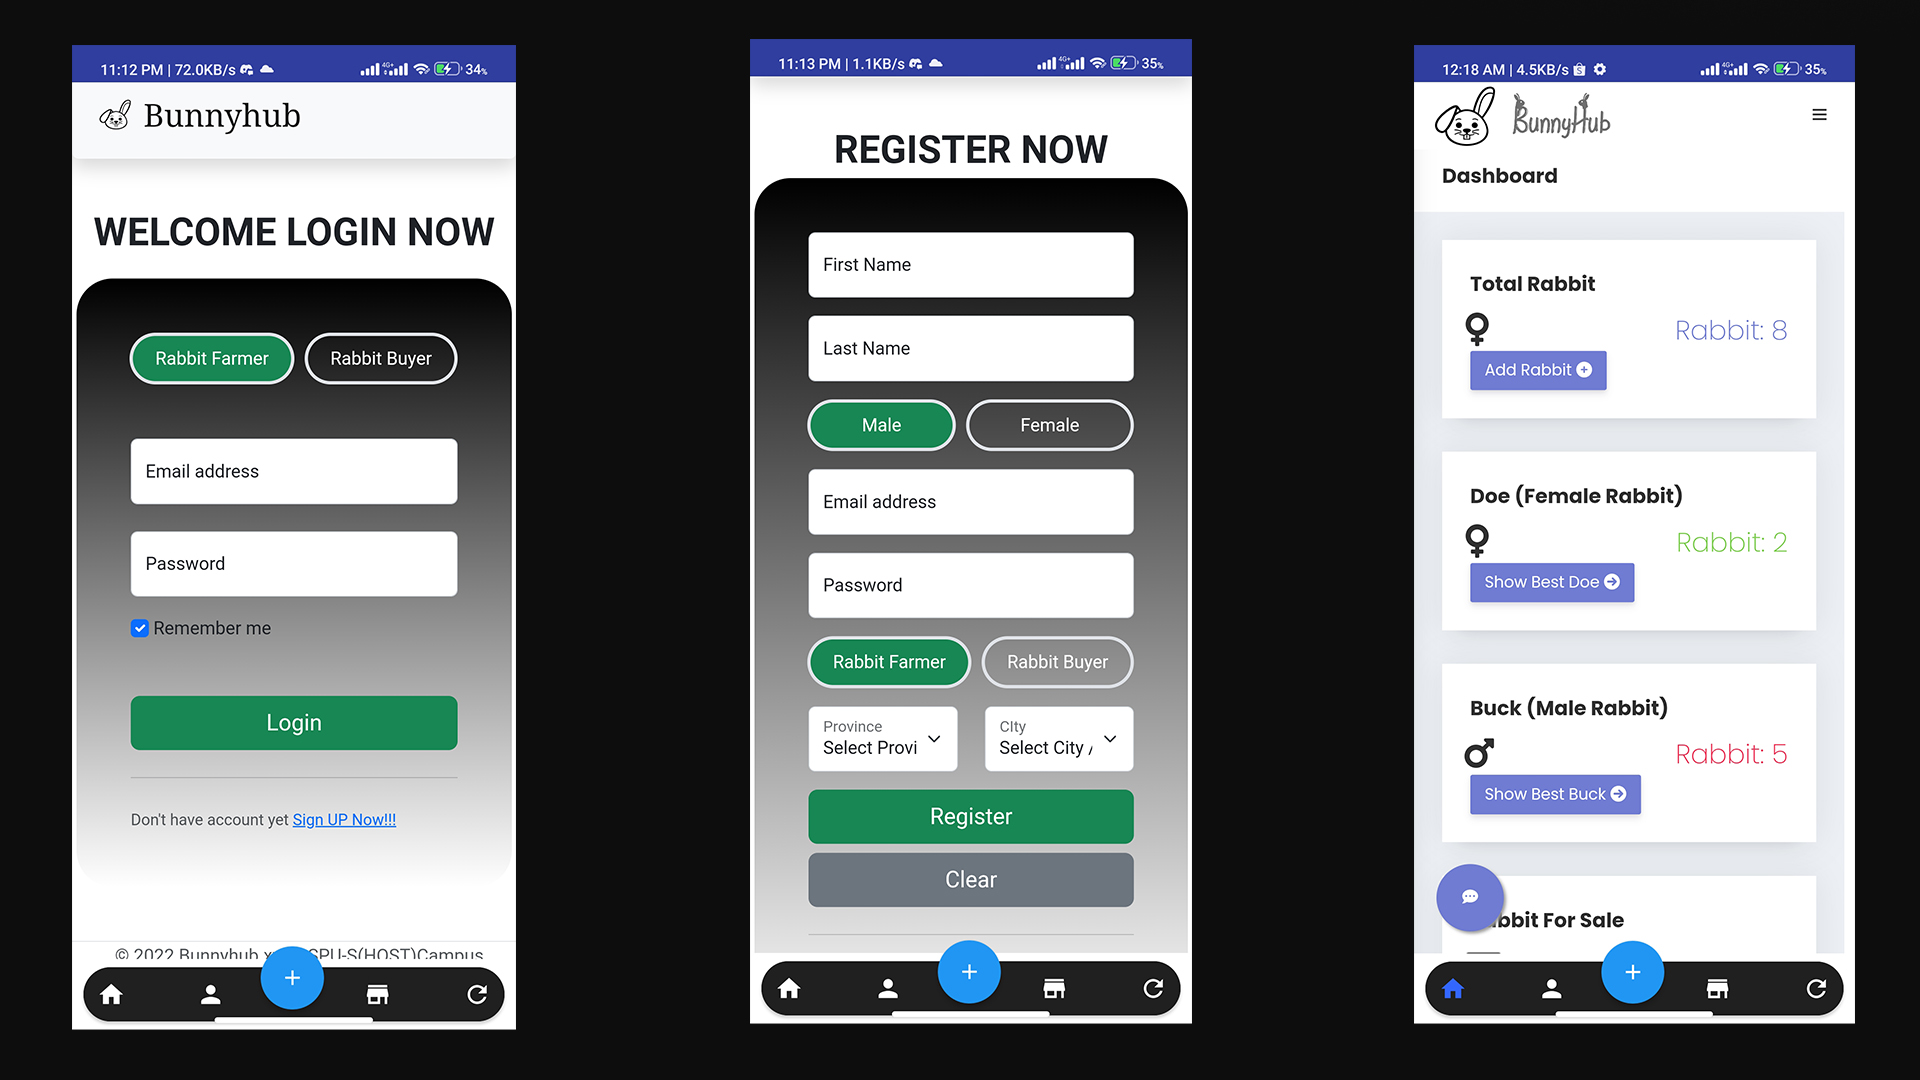 11:12 PM | 72.0KB/s
4G+
34%
Bunnyhub
WELCOME LOGIN NOW
Rabbit Farmer
Rabbit Buyer
Email address
Password
Remember me
Login
Don't have account yet Sign UP Now!!!
© 2022 Bunnyhub SPU-S(HOST)Campus
11:13 PM | 1.1KB/s
4G+
35%
REGISTER NOW
First Name
Last Name
Male
Female
Email address
Password
Rabbit Farmer
Rabbit Buyer
Province
Select Provi
CIty
Select City /
Register
Clear
12:18 AM | 4.5KB/s
4G+
35%
BunnyHub
Dashboard
Total Rabbit
Rabbit: 8
Add Rabbit
Doe (Female Rabbit)
Rabbit: 2
Show Best Doe
Buck (Male Rabbit)
Rabbit: 5
Show Best Buck
bbit For Sale